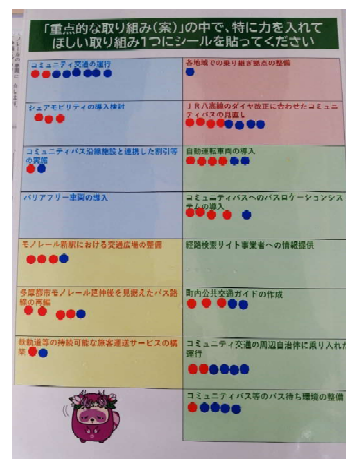 「重点的な取り組み（案）」の中で、特に力を入れて
ほしい取り組み1つにシールを貼ってください
コミュニティ交通の運行
各地域での乗り継ぎ拠点の整備
シェアモビリティの導入検討
ＪＲ八高線のダイヤ改正に合わせたコミュニ
ティバスの見直し
コミュニティバス沿線施設と連携した割引等
の実施
自動運転車両の導入
バリアフリー車両の導入
コミュニティバスへのバスロケーションシス
テムの導入
モノレール新駅における交通広場の整備
経路検索サイト事業者への情報提供
多摩都市モノレール延伸後を見据えたバス路
線の再編
町内公共交通ガイドの作成
軌軌道等の持続可能な旅客運送サービスの構
築
コミュニティ交通の周辺自治体に乗り入れた
運行
コミュニティバス等のバス待ち環境の整備